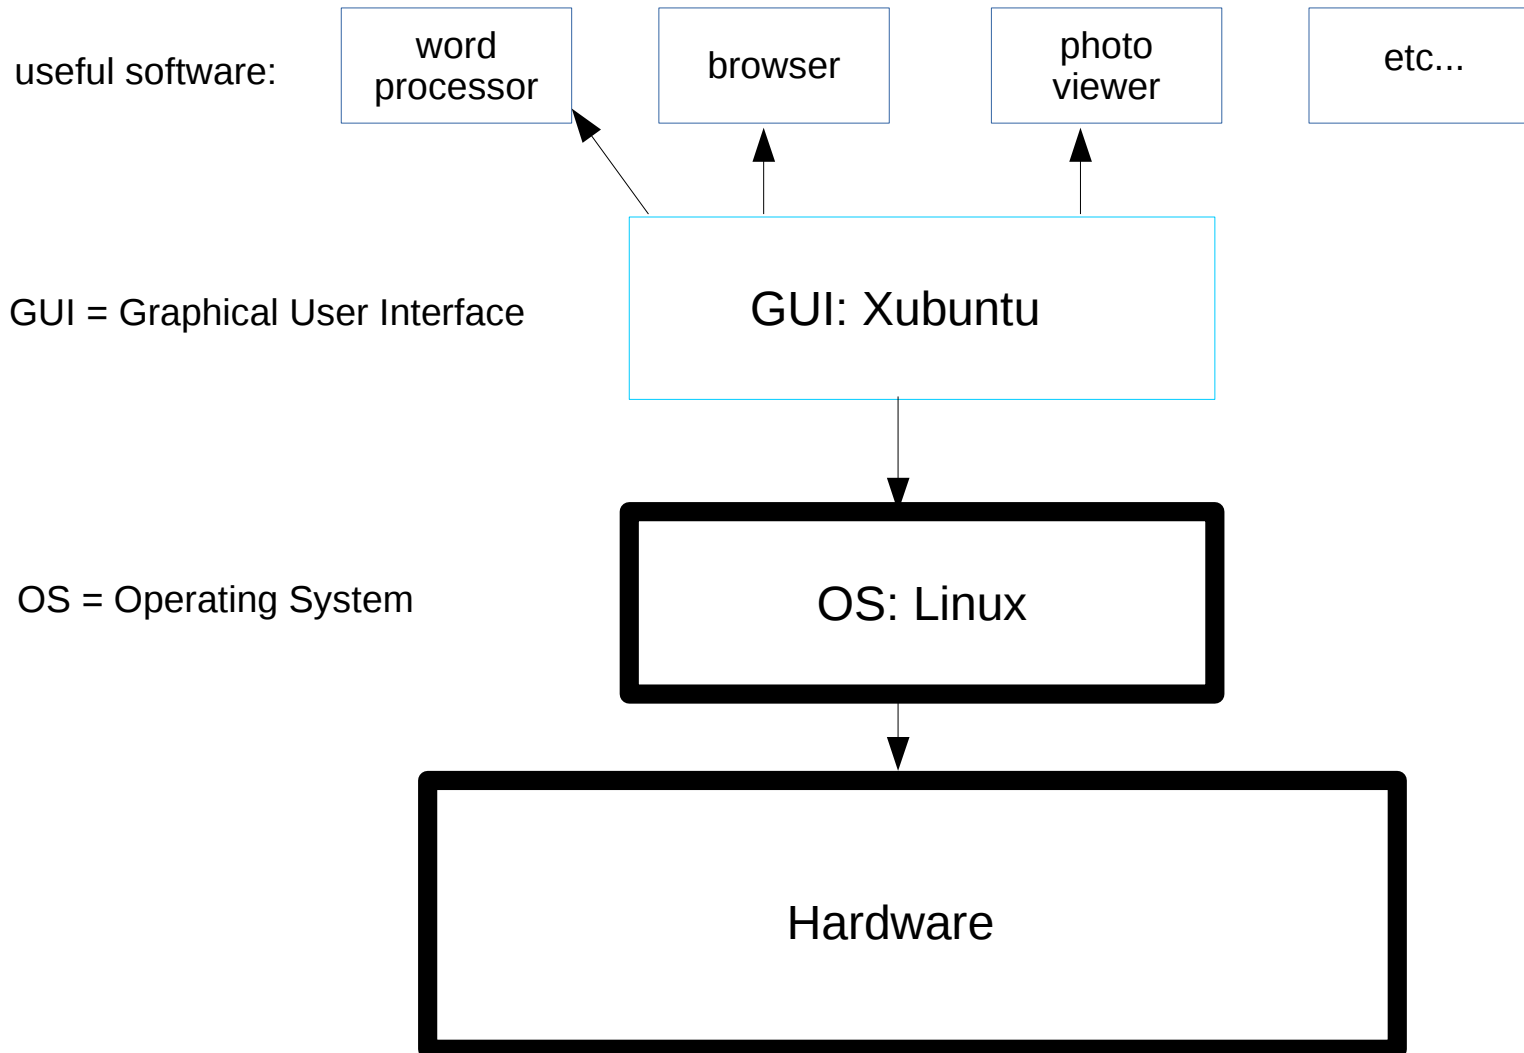 useful software:
word
processor
browser
photo
viewer
etc...
GUI = Graphical User Interface
GUI: Xubuntu
OS = Operating System
OS: Linux
Hardware